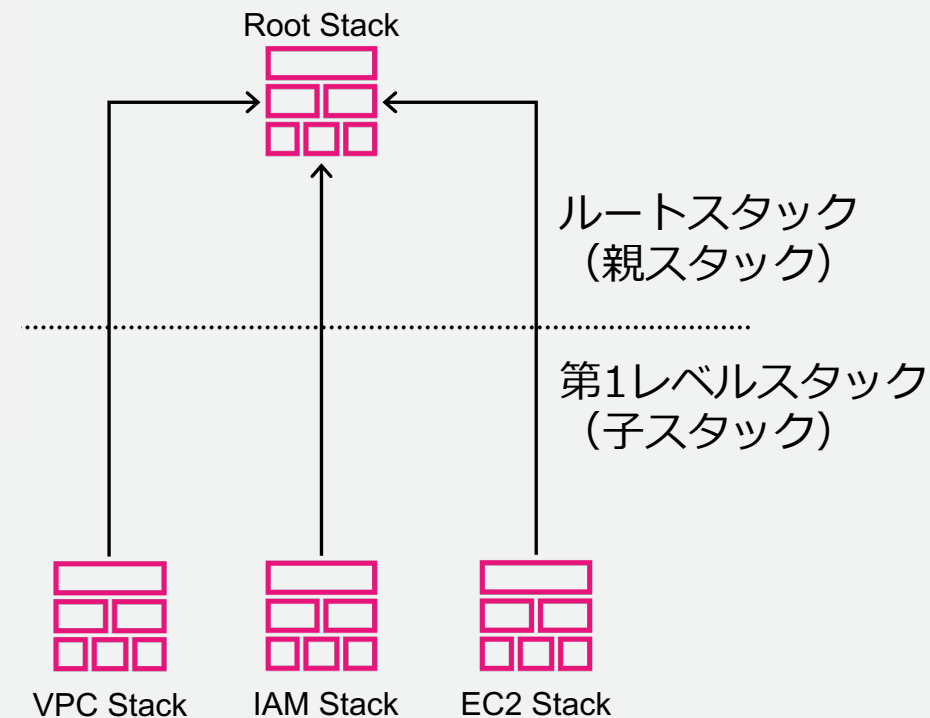 Root Stack
ルートスタック
（親スタック）
第1レベルスタック
（子スタック）
VPC Stack
IAM Stack
EC2 Stack